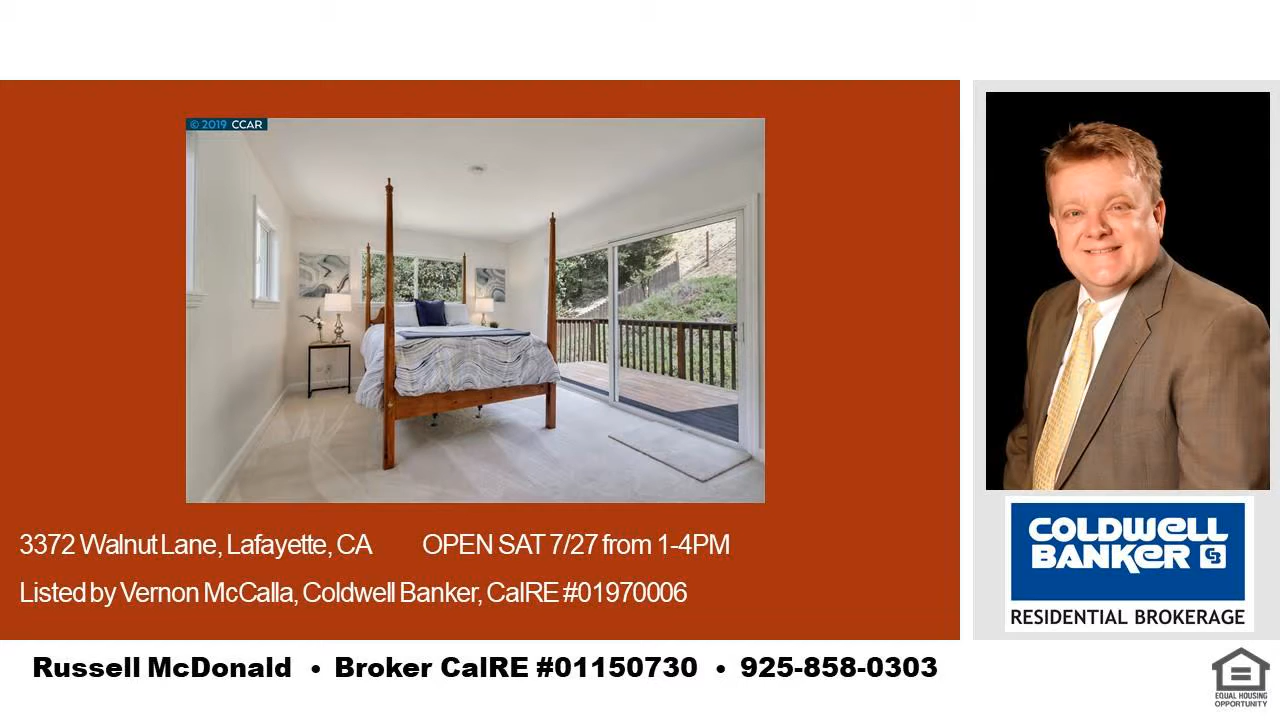 © 2019 CCAR
3372 Walnut Lane, Lafayette, CA OPEN SAT 7/27 from 1-4PM
Listed by Vernon McCalla, Coldwell Banker, CalRE #01970006
COLDWELL
BANKER CB
RESIDENTIAL BROKERAGE
Russell McDonald • Broker CalRE #01150730 • 925-858-0303
EQUAL HOUSING
OPPORTUNITY